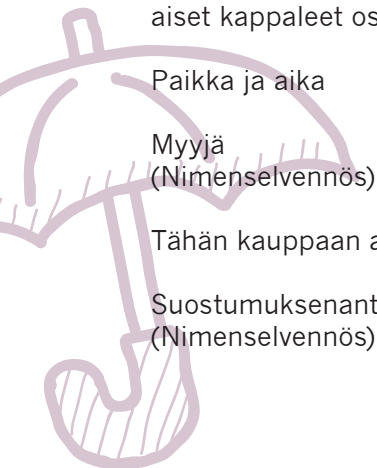 aiset kappaleet os
Paikka ja aika
Myyjä
(Nimenselvennös)
Tähän kauppaan a
Suostumuksenant
(Nimenselvennös)